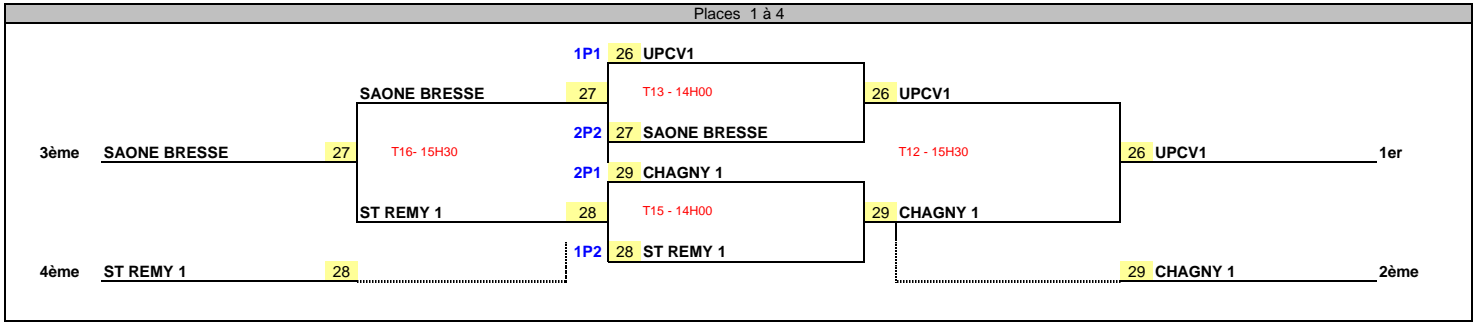 Places 1 à 4
1P1 26 UPCV1
SAONE BRESSE 27 T13 - 14H00 26 UPCV1
2P2 27 SAONE BRESSE
3ème SAONE BRESSE 27 T16- 15H30 T12 - 15H30 26 UPCV1 1er
2P1 29 CHAGNY 1
ST REMY 1 28 T15 - 14H00 29 CHAGNY 1
1P2 28 ST REMY 1
4ème ST REMY 1 28 29 CHAGNY 1 2ème